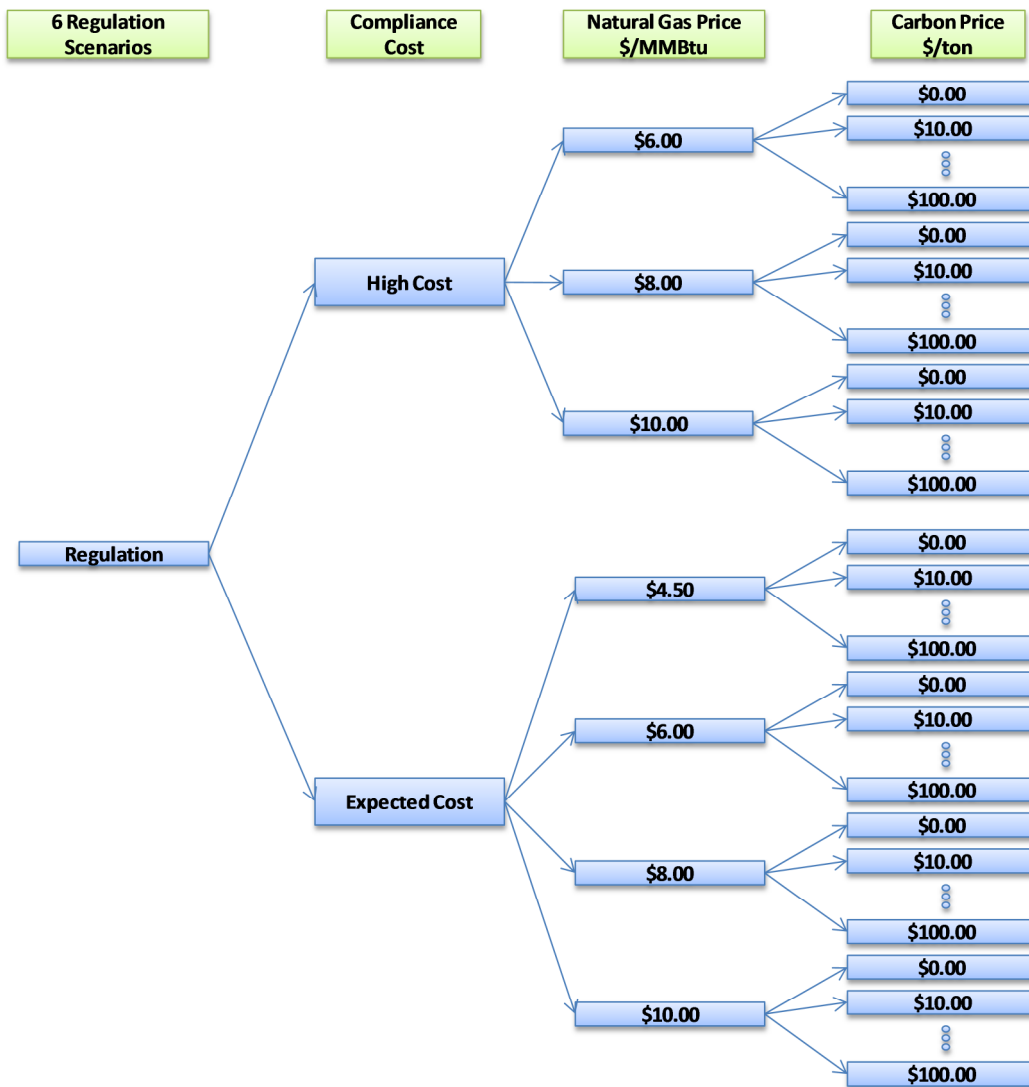 6 Regulation
Scenarios
Compliance
Cost
Natural Gas Price
$/MMBtu
Carbon Price
$/ton
$0.00
$10.00
$6.00
$100.00
$0.00
$10.00
High Cost
$8.00
$100.00
$0.00
$10.00
$10.00
$100.00
Regulation
$0.00
$10.00
$4.50
$100.00
$0.00
$10.00
$6.00
$100.00
Expected Cost
$0.00
$10.00
$8.00
$100.00
$0.00
$10.00
$10.00
$100.00